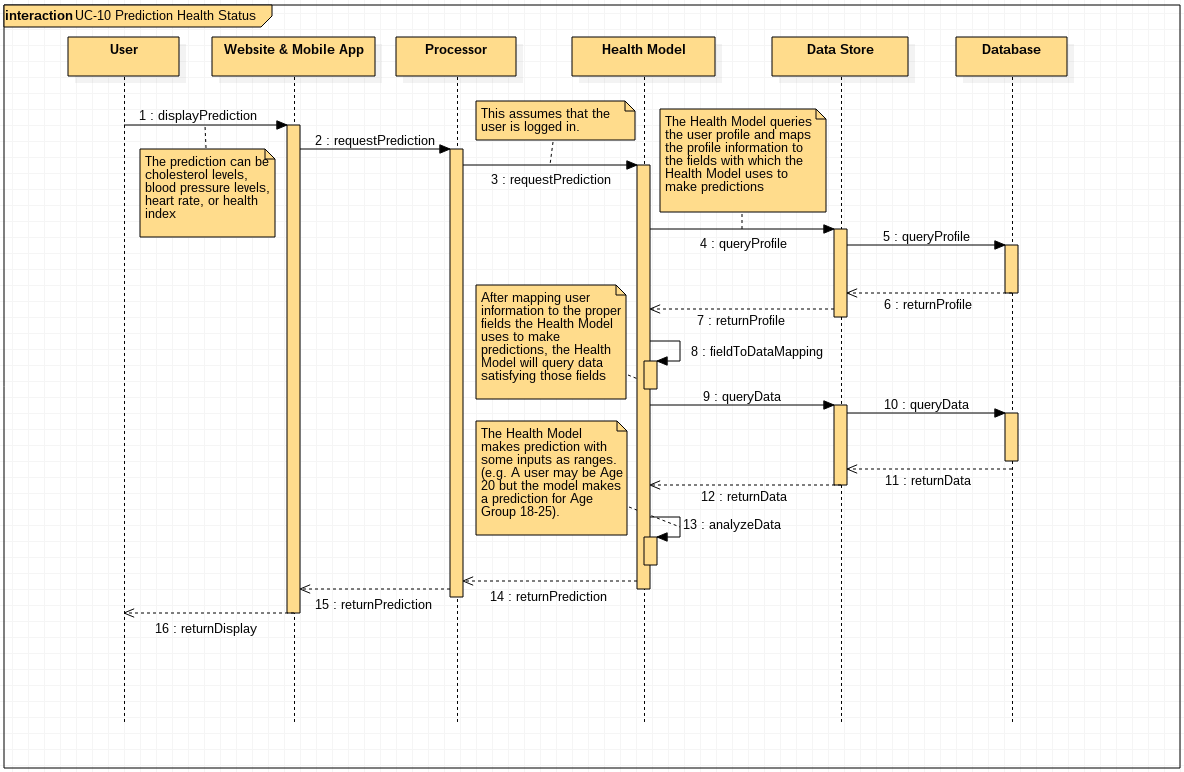 interaction UC-10 Prediction Health Status
User
Website & Mobile App
Processor
Health Model
Data Store
Database
1 : displayPrediction
The prediction can be
cholesterol levels,
blood pressure levels,
heart rate, or health
index
2 : requestPrediction
This assumes that the
user is logged in.
3 : requestPrediction
The Health Model queries
the user profile and maps
the profile information to
the fields with which the
Health Model uses to
make predictions
4 : queryProfile
5 : queryProfile
6 : returnProfile
7 : returnProfile
After mapping user
information to the proper
fields the Health Model
uses to make
predictions, the Health
Model will query data
satisfying those fields
8 : fieldToDataMapping
9 : queryData
10 : queryData
11 : returnData
12 : returnData
The Health Model
makes prediction with
some inputs as ranges.
(e.g. A user may be Age
20 but the model makes
a prediction for Age
Group 18-25).
13 : analyzeData
14 : returnPrediction
15 : returnPrediction
16 : returnDisplay